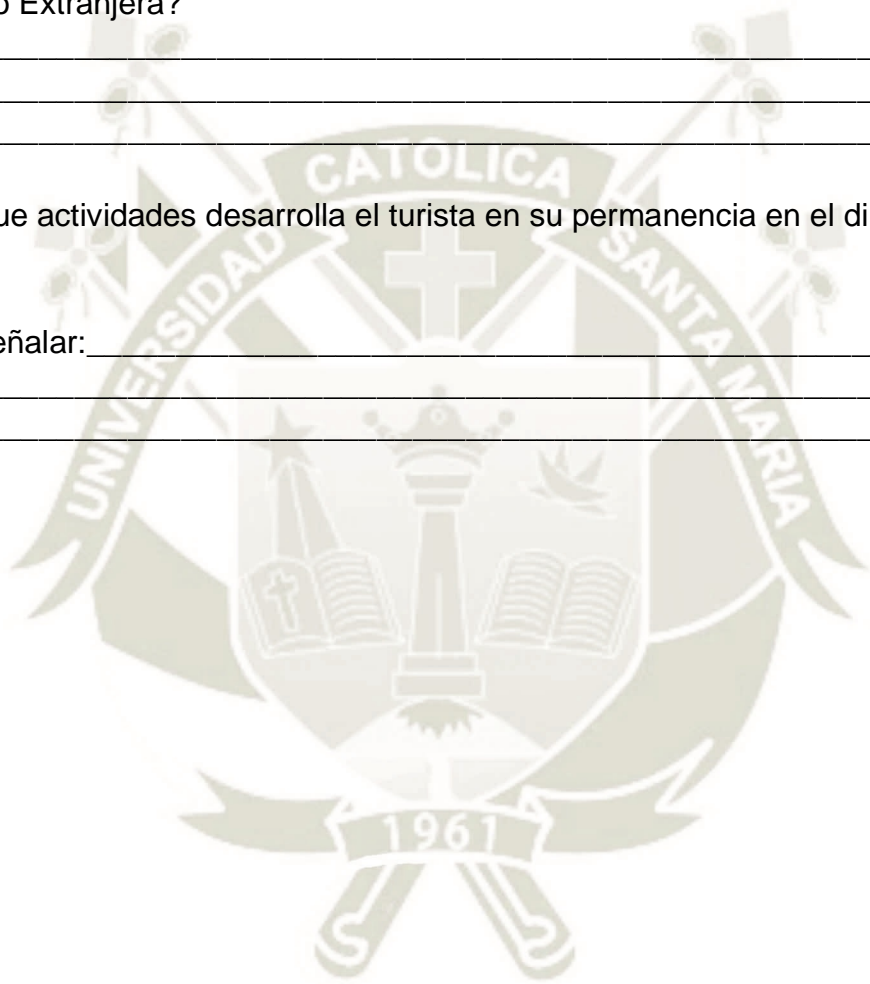 o Extranjera?
ue actividades desarrolla el turista en su permanencia en el di
eñalar:
UNIVERSIDAD CATOLICA SANTA MARIA
1961